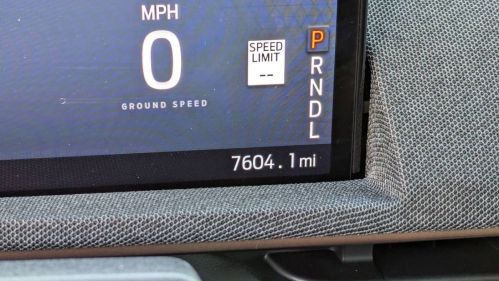 MPH
0
GROUND SPEED
SPEED
LIMIT
--
P
R
N
D
L
7604.1mi